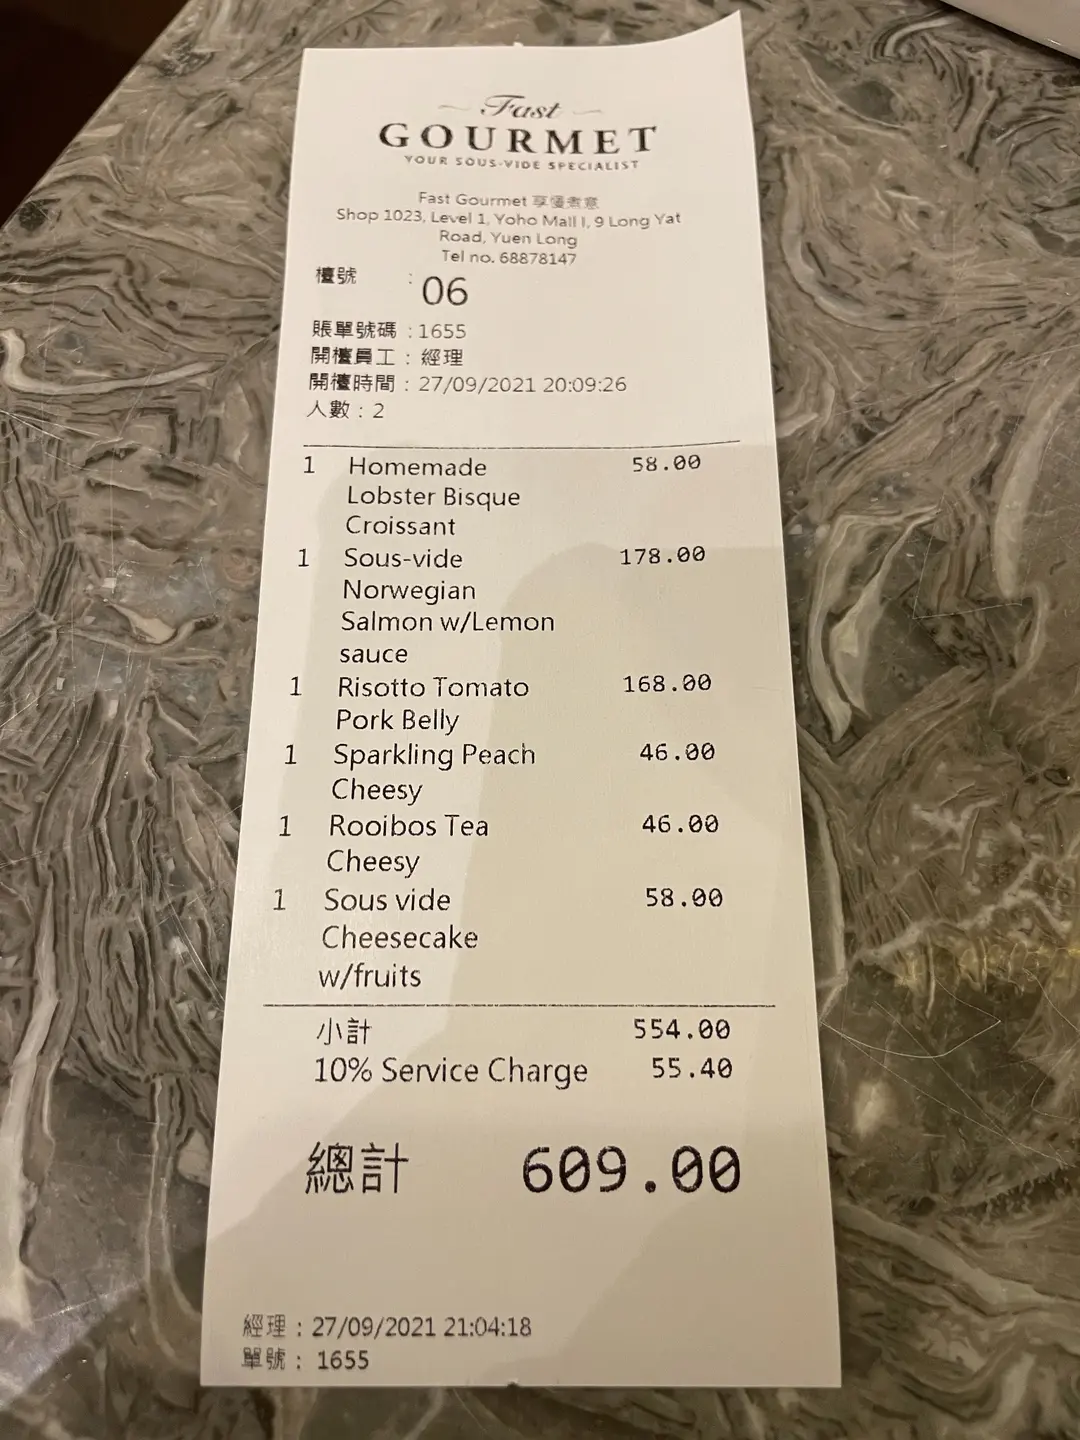 Fast
GOURMET
YOUR SOUS-VIDE SPECIALIST
Fast Gourmet 享優煮意
Shop 1023, Level 1, Yoho Mall I, 9 Long Yat
Road, Yuen Long
Tel no. 68878147
檯號 : 06
賬單號碼 : 1655
開檯員工 : 經理
開檯時間 : 27/09/2021 20:09:26
人數 : 2
1 Homemade 58.00
Lobster Bisque
Croissant
1 Sous-vide 178.00
Norwegian
Salmon w/Lemon
sauce
1 Risotto Tomato 168.00
Pork Belly
1 Sparkling Peach 46.00
Cheesy
1 Rooibos Tea 46.00
Cheesy
1 Sous vide 58.00
Cheesecake
w/fruits
小計 554.00
10% Service Charge 55.40
總計 609.00
經理 : 27/09/2021 21:04:18
單號 : 1655